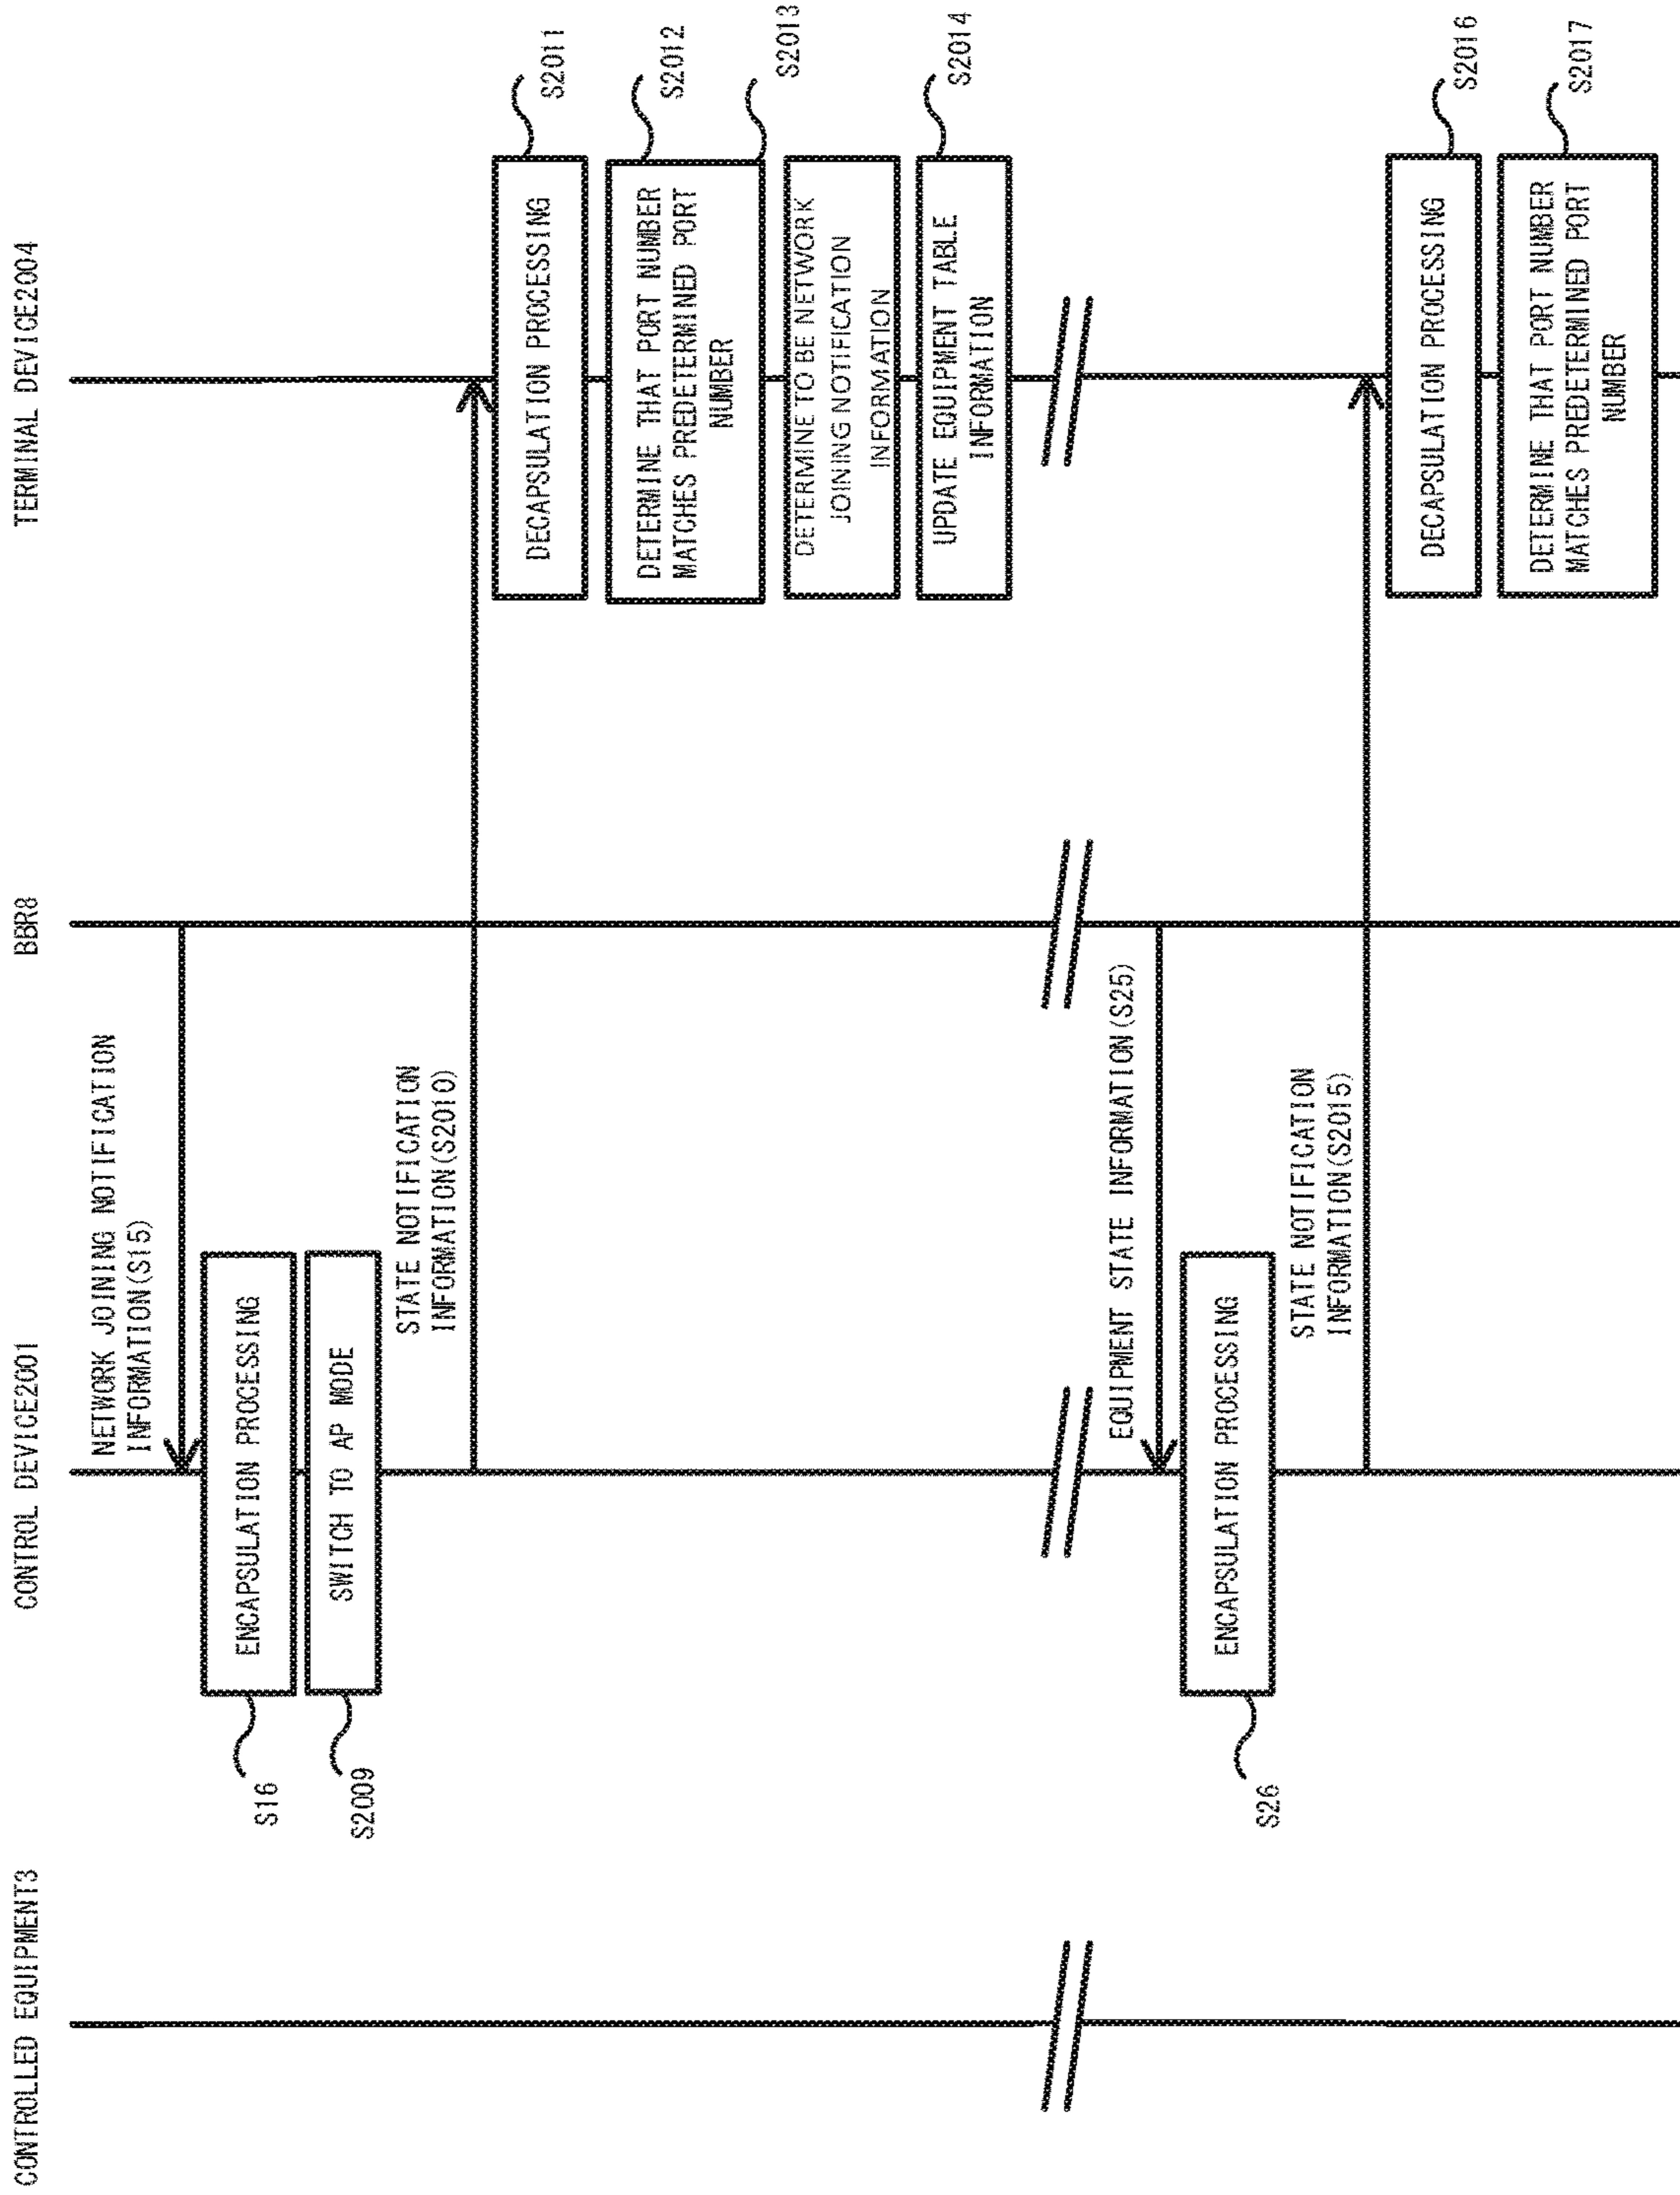 CONTROLLED EQUIPMENT3
CONTROL DEVICE2001
BBR8
TERMINAL DEVICE2004
NETWORK JOINING NOTIFICATION
INFORMATION(S15)
ENCAPSULATION PROCESSING
S16
SWITCH TO AP MODE
S2009
STATE NOTIFICATION
INFORMATION(S2010)
DECAPSULATION PROCESSING
S2011
DETERMINE THAT PORT NUMBER
MATCHES PREDETERMINED PORT
NUMBER
S2012
DETERMINE TO BE NETWORK
JOINING NOTIFICATION
INFORMATION
S2013
UPDATE EQUIPMENT TABLE
INFORMATION
S2014
EQUIPMENT STATE INFORMATION(S25)
ENCAPSULATION PROCESSING
S26
STATE NOTIFICATION
INFORMATION(S2015)
DECAPSULATION PROCESSING
S2016
DETERMINE THAT PORT NUMBER
MATCHES PREDETERMINED PORT
NUMBER
S2017